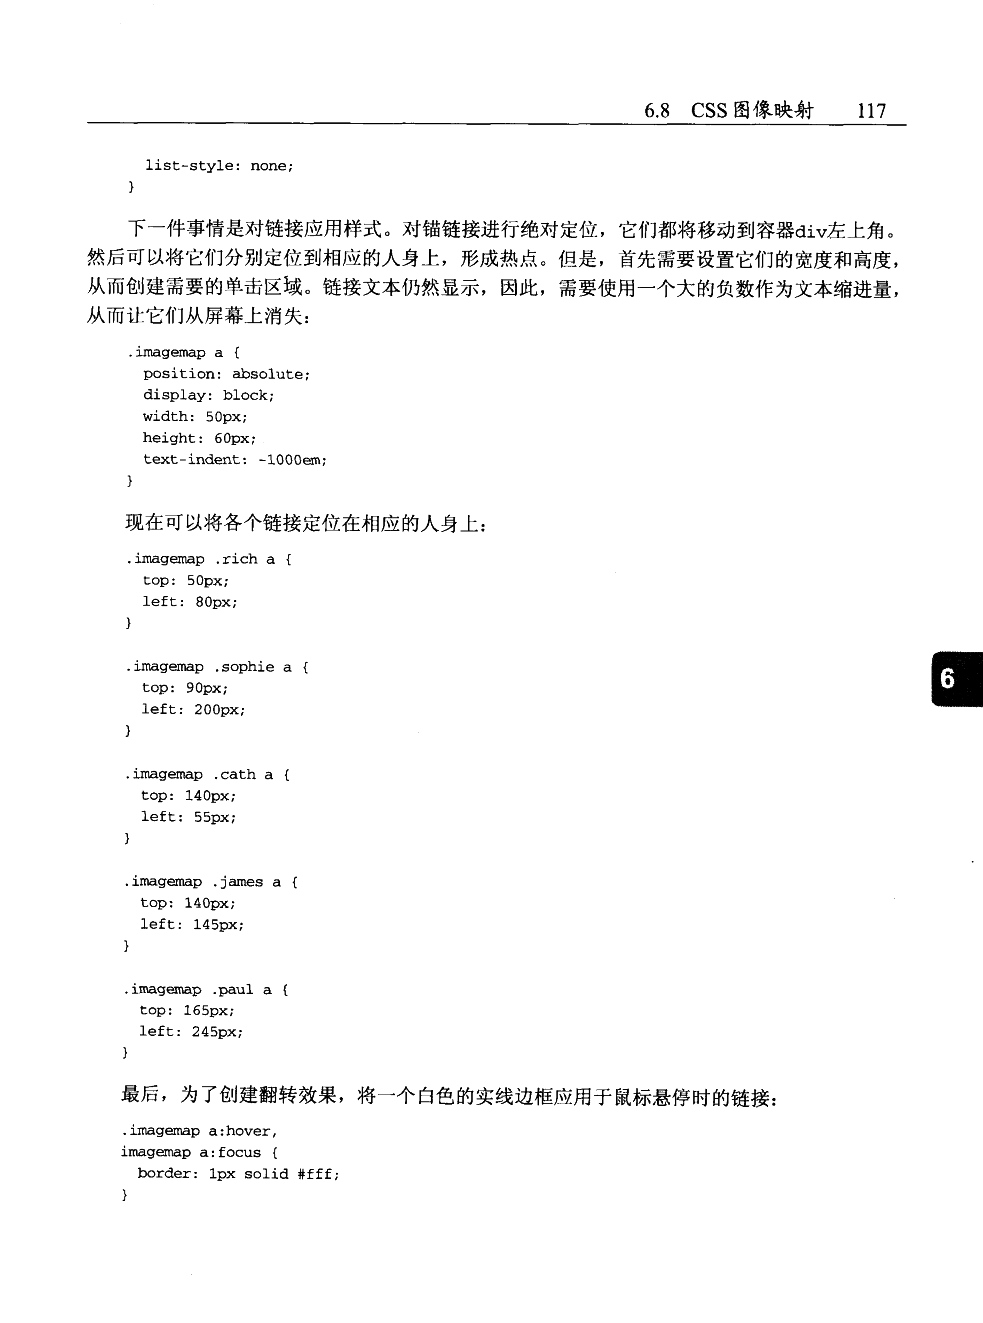 6.8 CSS 图像映射 117
list-style: none;
}
下一件事情是对链接应用样式。对锚链接进行绝对定位，它们都将移动到容器div左上角。
然后可以将它们分别定位到相应的人身上，形成热点。但是，首先需要设置它们的宽度和高度，
从而创建需要的单击区域。链接文本仍然显示，因此，需要使用一个大的负数作为文本缩进量，
从而让它们从屏幕上消失：
.imagemap a {
position: absolute;
display: block;
width: 50px;
height: 60px;
text-indent: -1000em;
}
现在可以将各个链接定位在相应的人身上：
.imagemap .rich a {
top: 50px;
left: 80px;
}
.imagemap .sophie a {
top: 90px;
left: 200px;
}
6
.imagemap .cath a {
top: 140px;
left: 55px;
}
.imagemap .james a {
top: 140px;
left: 145px;
}
.imagemap .paul a {
top: 165px;
left: 245px;
}
最后，为了创建翻转效果，将一个白色的实线边框应用于鼠标悬停时的链接：
.imagemap a:hover,
imagemap a:focus {
border: 1px solid #fff;
}